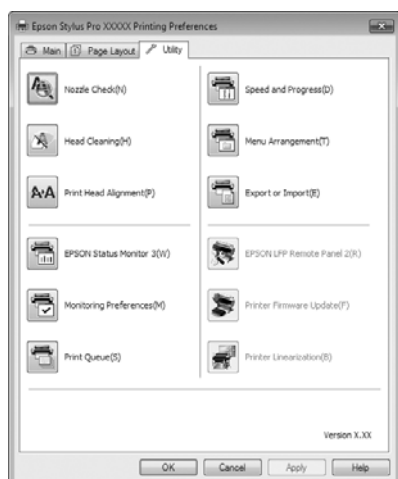 Epson Stylus Pro XXXXX Printing Preferences
Main
Page Layout
Utility
Nozzle Check(N)
Speed and Progress(D)
Head Cleaning(H)
Menu Arrangement(T)
Print Head Alignment(P)
Export or Import(E)
EPSON Status Monitor 3(W)
EPSON LFP Remote Panel 2(R)
Monitoring Preferences(M)
Printer Firmware Update(F)
Print Queue(S)
Printer Linearization(B)
Version X.XX
OK
Cancel
Apply
Help